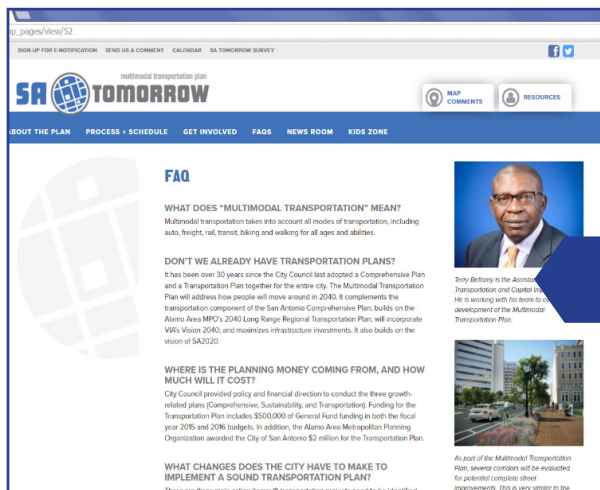 op_pages/view/52
SIGN UP FOR E-NOTIFICATION SEND US A COMMENT CALENDAR SA TOMORROW SURVEY
multimodal transportation plan
SA TOMORROW
MAP
COMMENTS
RESOURCES
ABOUT THE PLAN PROCESS + SCHEDULE GET INVOLVED FAQS NEWS ROOM KIDS ZONE
FAQ
WHAT DOES “MULTIMODAL TRANSPORTATION” MEAN?
Multimodal transportation takes into account all modes of transportation, including
auto, freight, rail, transit, biking and walking for all ages and abilities.
DON'T WE ALREADY HAVE TRANSPORTATION PLANS?
It has been over 30 years since the City Council last adopted a Comprehensive Plan
and a Transportation Plan together for the entire city. The Multimodal Transportation
Plan will address how people will move around in 2040. It complements the
transportation component of the San Antonio Comprehensive Plan; builds on the
Alamo Area MPO's 2040 Long Range Regional Transportation Plan; will incorporate
VIA's Vision 2040; and maximizes infrastructure investments. It also builds on the
vision of SA2020.
WHERE IS THE PLANNING MONEY COMING FROM, AND HOW
MUCH WILL IT COST?
City Council provided policy and financial direction to conduct the three growth-
related plans (Comprehensive, Sustainability, and Transportation). Funding for the
Transportation Plan includes $500,000 of General Fund funding in both the fiscal
year 2015 and 2016 budgets. In addition, the Alamo Area Metropolitan Planning
Organization awarded the City of San Antonio $2 million for the Transportation Plan.
WHAT CHANGES DOES THE CITY HAVE TO MAKE TO
IMPLEMENT A SOUND TRANSPORTATION PLAN?
Terry Bellamy is the Assistan
Transportation and Capital Im
He is working with his team to
development of the Multimodal
Transportation Plan.
As part of the Multimodal Transportation
Plan, several corridors will be evaluated
for potential complete street
improvements. This is very similar to the